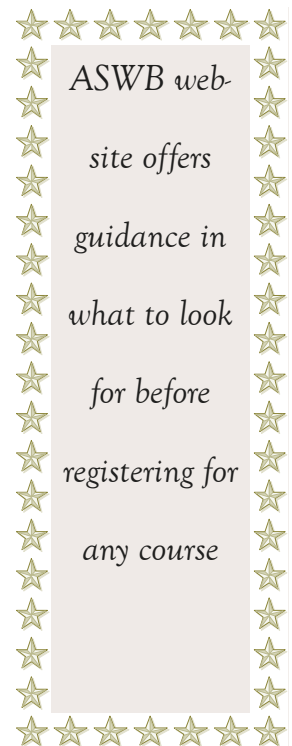 ASWB web-
site offers
guidance in
what to look
for before
registering for
any course